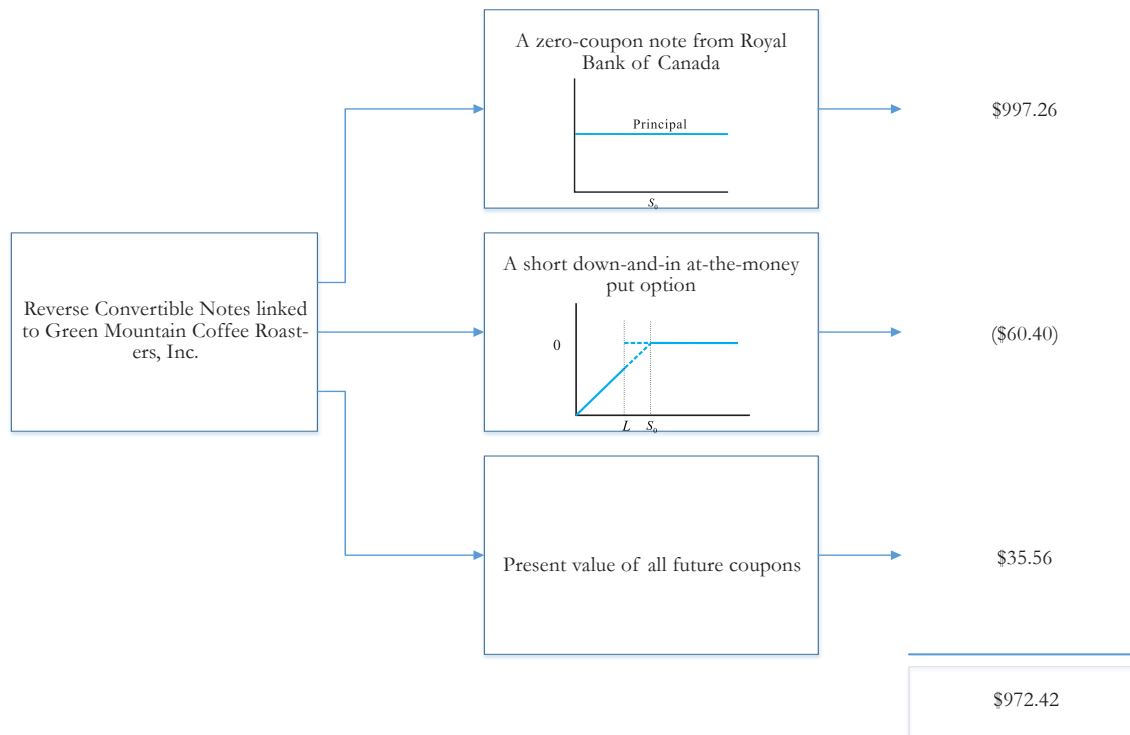 A zero-coupon note from Royal
Bank of Canada
Principal
S₀
$997.26
Reverse Convertible Notes linked
to Green Mountain Coffee Roast-
ers, Inc.
A short down-and-in at-the-money
put option
0
L S₀
($60.40)
Present value of all future coupons
$35.56
$972.42